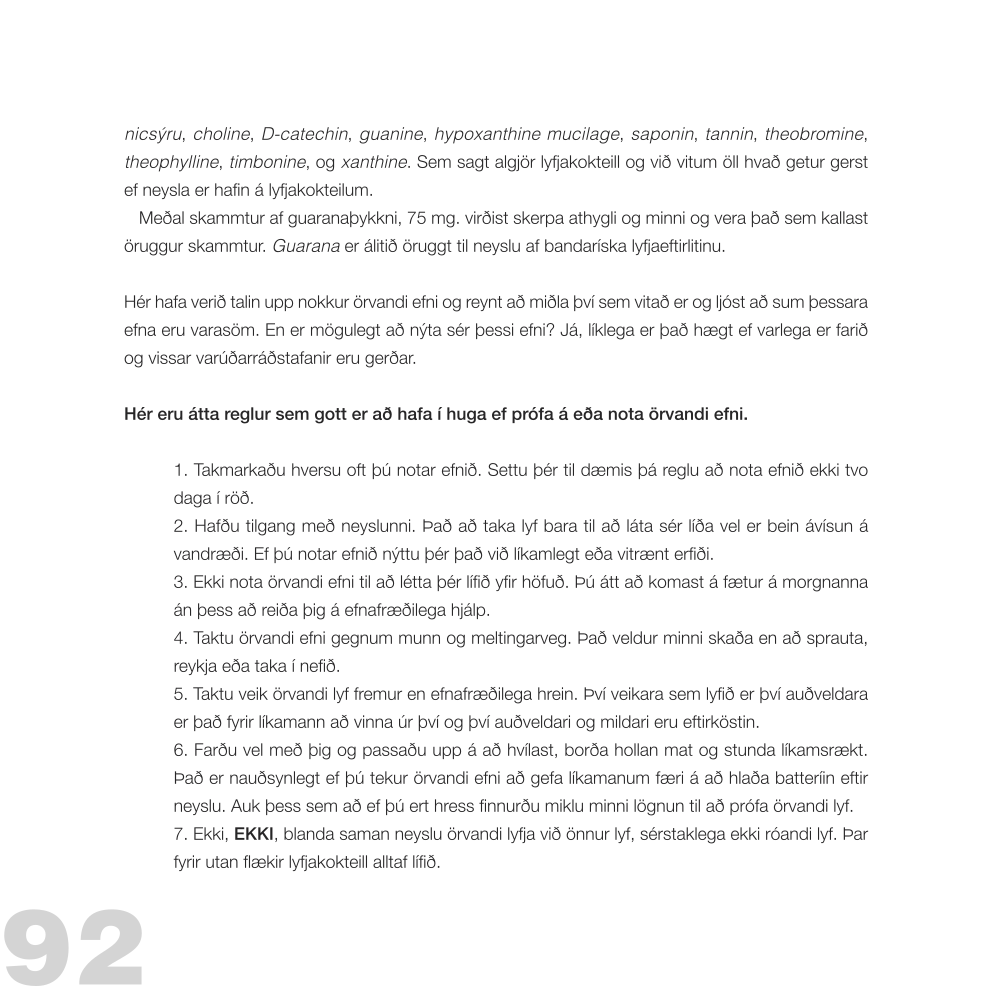 nicsýru, choline, D-catechin, guanine, hypoxanthine mucilage, saponin, tannin, theobromine,
theophylline, timbonine, og xanthine. Sem sagt algjör lyfjakokteill og við vitum öll hvað getur gerst
ef neysla er hafin á lyfjakokteilum.
Meðal skammtur af guaranaþykkni, 75 mg. virðist skerpa athygli og minni og vera það sem kallast
öruggur skammtur. Guarana er álitið öruggt til neyslu af bandaríska lyfjaeftirlitinu.
Hér hafa verið talin upp nokkur örvandi efni og reynt að miðla því sem vitað er og ljóst að sum þessara
efna eru varasöm. En er mögulegt að nýta sér þessi efni? Já, líklega er það hægt ef varlega er farið
og vissar varúðarráðstafanir eru gerðar.
Hér eru átta reglur sem gott er að hafa í huga ef prófa á eða nota örvandi efni.
1. Takmarkaðu hversu oft þú notar efnið. Settu þér til dæmis þá reglu að nota efnið ekki tvo
daga í röð.
2. Hafðu tilgang með neyslunni. Það að taka lyf bara til að láta sér líða vel er bein ávísun á
vandræði. Ef þú notar efnið nýttu þér það við líkamlegt eða vitrænt erfiði.
3. Ekki nota örvandi efni til að létta þér lífið yfir höfuð. Þú átt að komast á fætur á morgnanna
án þess að reiða þig á efnafræðilega hjálp.
4. Taktu örvandi efni gegnum munn og meltingarveg. Það veldur minni skaða en að sprauta,
reykja eða taka í nefið.
5. Taktu veik örvandi lyf fremur en efnafræðilega hrein. Því veikara sem lyfið er því auðveldara
er það fyrir líkamann að vinna úr því og því auðveldari og mildari eru eftirköstin.
6. Farðu vel með þig og passaðu upp á að hvílast, borða hollan mat og stunda líkamsrækt.
Það er nauðsynlegt ef þú tekur örvandi efni að gefa líkamanum færi á að hlaða batteríin eftir
neyslu. Auk þess sem að ef þú ert hress finnurðu miklu minni lögnun til að prófa örvandi lyf.
7. Ekki, EKKI, blanda saman neyslu örvandi lyfja við önnur lyf, sérstaklega ekki róandi lyf. Þar
fyrir utan flækir lyfjakokteill alltaf lífið.
92